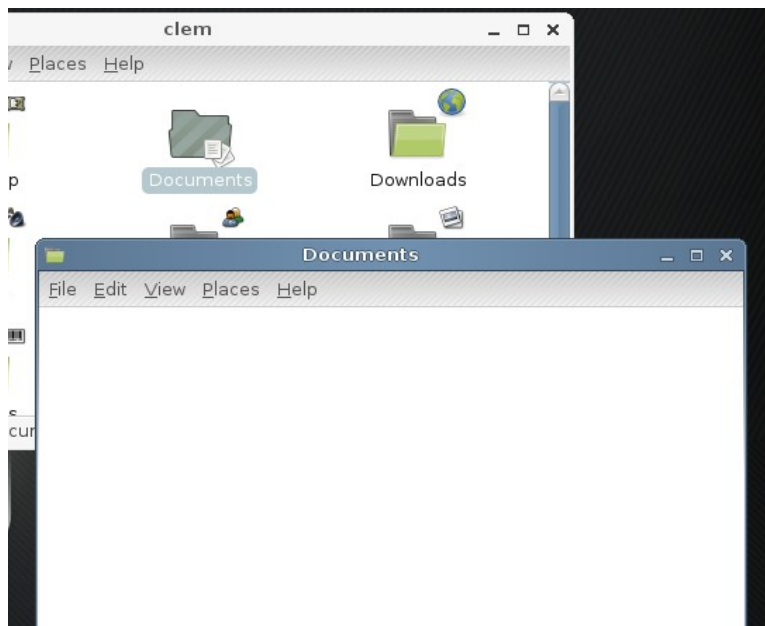 clem
Places Help
p
Documents
Downloads
Documents
File Edit View Places Help
s
cur